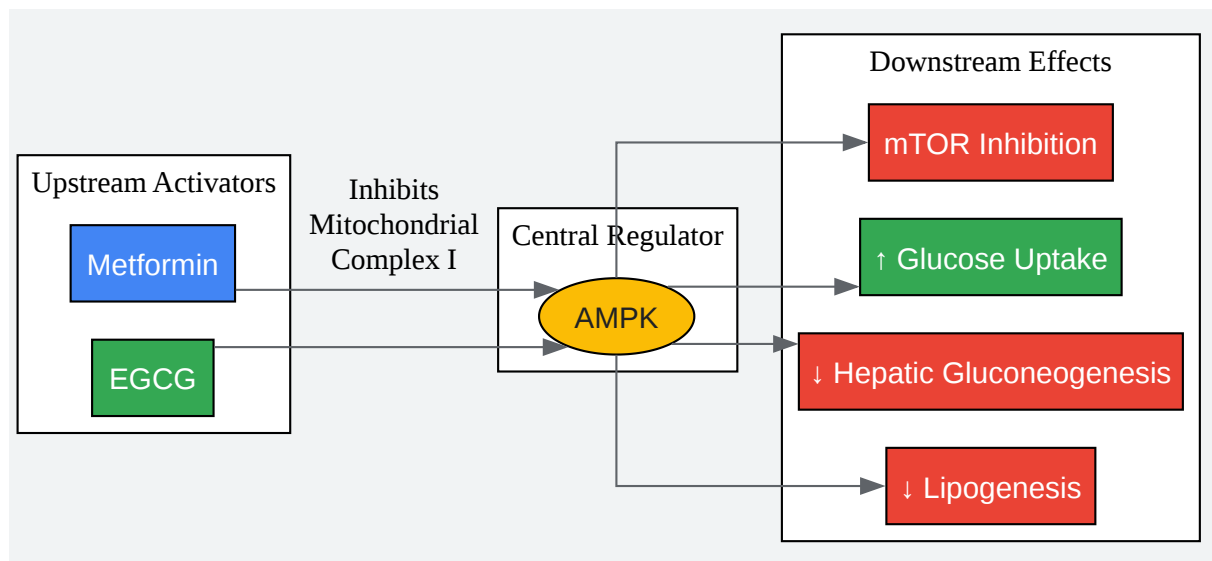 Upstream Activators
Metformin
EGCG
Inhibits
Mitochondrial
Complex I
Central Regulator
AMPK
Downstream Effects
mTOR Inhibition
↑ Glucose Uptake
↓ Hepatic Gluconeogenesis
↓ Lipogenesis